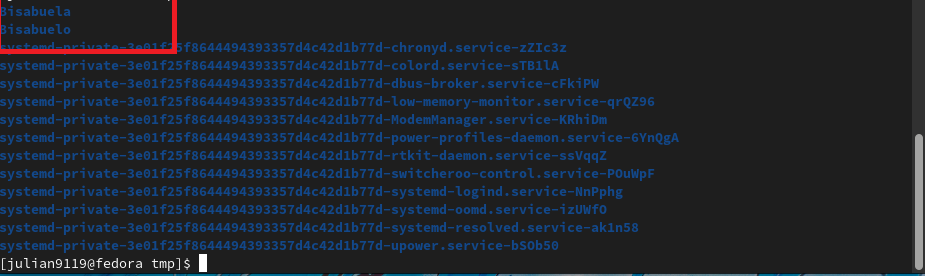 Bisabuela
Bisabuelo
systemd-private-3e01f25f8644494393357d4c42d1b77d-chronyd.service-zZIc3z
systemd-private-3e01f25f8644494393357d4c42d1b77d-colord.service-sTB1lA
systemd-private-3e01f25f8644494393357d4c42d1b77d-dbus-broker.service-cFkiPW
systemd-private-3e01f25f8644494393357d4c42d1b77d-low-memory-monitor.service-qrQZ96
systemd-private-3e01f25f8644494393357d4c42d1b77d-ModemManager.service-KRhiDm
systemd-private-3e01f25f8644494393357d4c42d1b77d-power-profiles-daemon.service-6YnQgA
systemd-private-3e01f25f8644494393357d4c42d1b77d-rtkit-daemon.service-ssVqqZ
systemd-private-3e01f25f8644494393357d4c42d1b77d-switcheroo-control.service-POuWpF
systemd-private-3e01f25f8644494393357d4c42d1b77d-systemd-logind.service-NnPphg
systemd-private-3e01f25f8644494393357d4c42d1b77d-systemd-oomd.service-izUWfO
systemd-private-3e01f25f8644494393357d4c42d1b77d-systemd-resolved.service-ak1n58
systemd-private-3e01f25f8644494393357d4c42d1b77d-upower.service-bSOb50
[julian9119@fedora tmp]$